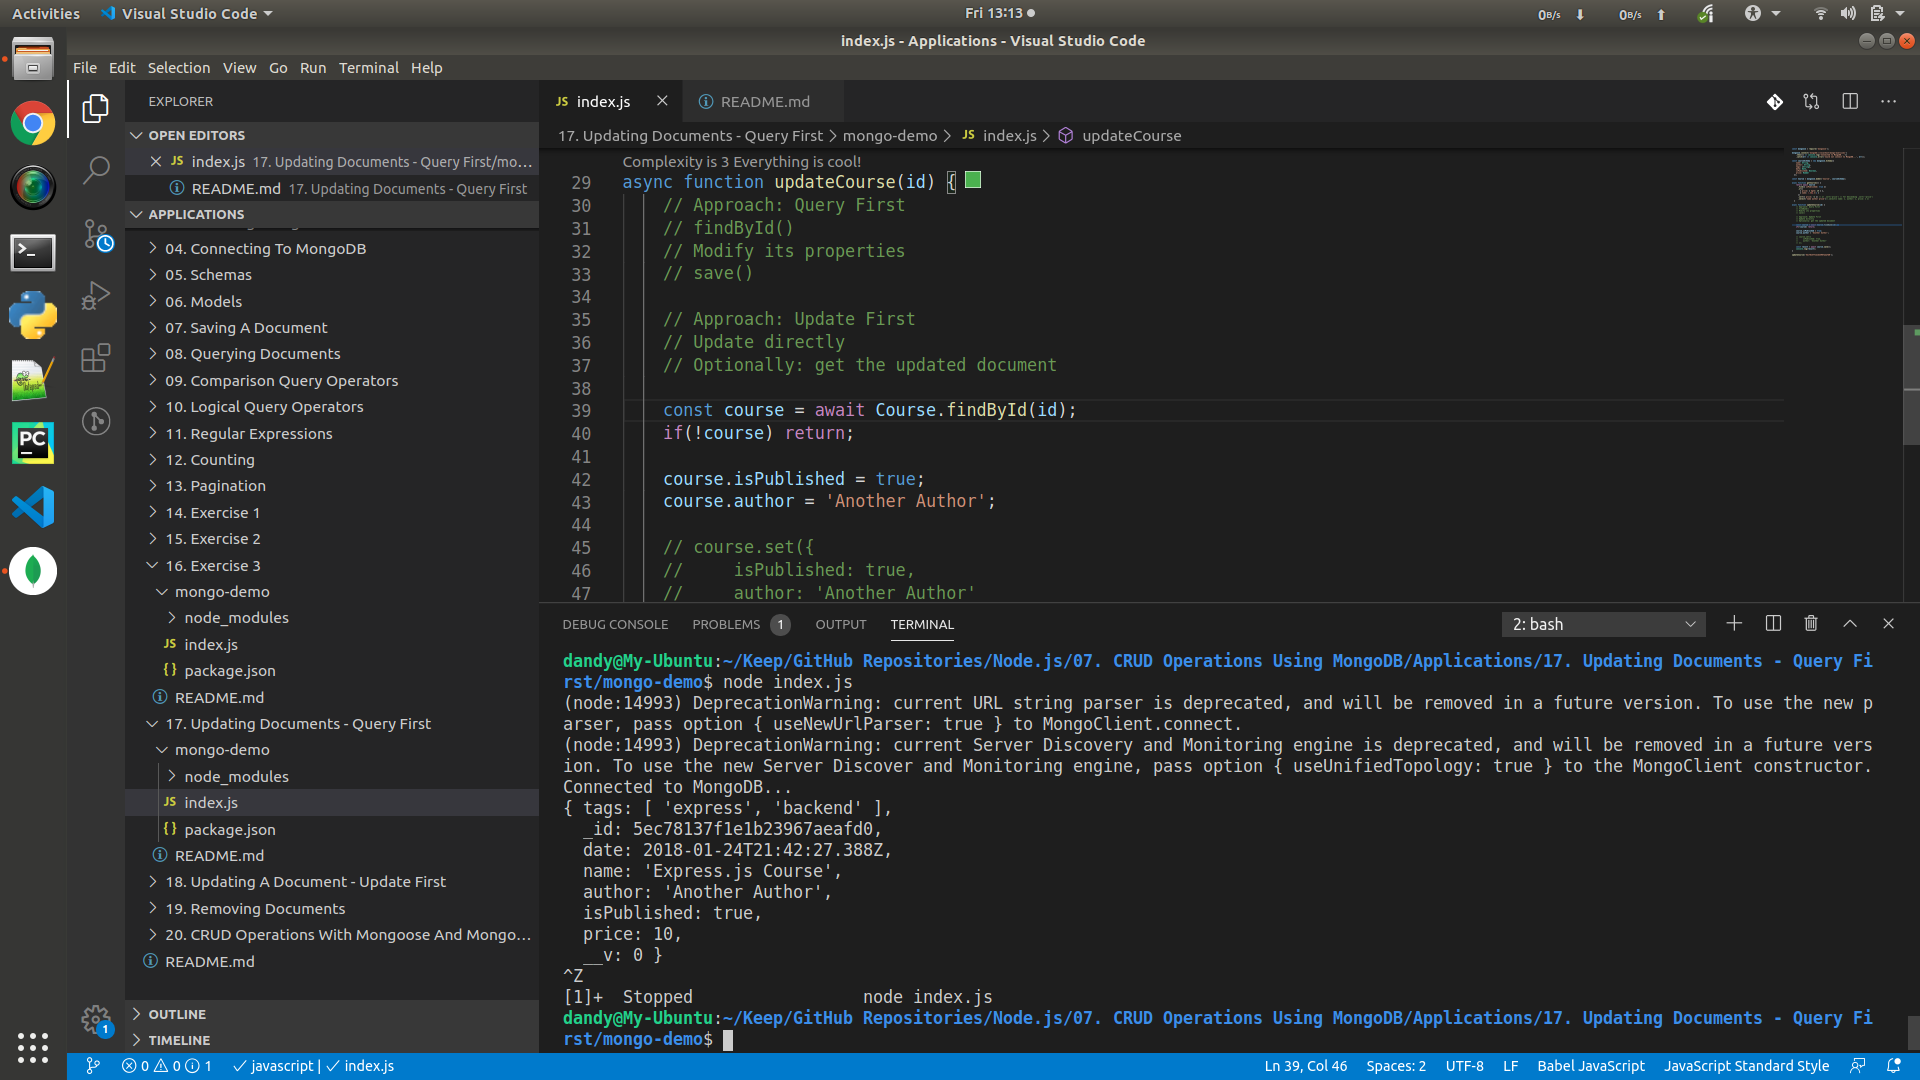 Activities
Visual Studio Code
Fri 13:13
0B/s
0B/s
index.js - Applications - Visual Studio Code
File Edit Selection View Go Run Terminal Help
EXPLORER
OPEN EDITORS
JS index.js 17. Updating Documents - Query First/mo...
README.md 17. Updating Documents - Query First
APPLICATIONS
04. Connecting To MongoDB
05. Schemas
06. Models
07. Saving A Document
08. Querying Documents
09. Comparison Query Operators
10. Logical Query Operators
11. Regular Expressions
12. Counting
13. Pagination
14. Exercise 1
15. Exercise 2
16. Exercise 3
mongo-demo
node_modules
JS index.js
{} package.json
README.md
17. Updating Documents - Query First
mongo-demo
node_modules
JS index.js
{} package.json
README.md
18. Updating A Document - Update First
19. Removing Documents
20. CRUD Operations With Mongoose And Mongo...
README.md
OUTLINE
TIMELINE
PC
1
JS index.js
README.md
17. Updating Documents - Query First > mongo-demo > JS index.js > updateCourse
Complexity is 3 Everything is cool!
29 async function updateCourse(id) {
30 // Approach: Query First
31 // findById()
32 // Modify its properties
33 // save()
34
35 // Approach: Update First
36 // Update directly
37 // Optionally: get the updated document
38
39 const course = await Course.findById(id);
40 if(!course) return;
41
42 course.isPublished = true;
43 course.author = 'Another Author';
44
45 // course.set({
46 //     isPublished: true,
47 //     author: 'Another Author'
DEBUG CONSOLE PROBLEMS 1 OUTPUT TERMINAL
2: bash
dandy@My-Ubuntu:~/Keep/GitHub Repositories/Node.js/07. CRUD Operations Using MongoDB/Applications/17. Updating Documents - Query Fi
rst/mongo-demo$ node index.js
(node:14993) DeprecationWarning: current URL string parser is deprecated, and will be removed in a future version. To use the new p
arser, pass option { useNewUrlParser: true } to MongoClient.connect.
(node:14993) DeprecationWarning: current Server Discovery and Monitoring engine is deprecated, and will be removed in a future vers
ion. To use the new Server Discover and Monitoring engine, pass option { useUnifiedTopology: true } to the MongoClient constructor.
Connected to MongoDB...
{ tags: [ 'express', 'backend' ],
  _id: 5ec78137f1e1b23967aeafd0,
  date: 2018-01-24T21:42:27.388Z,
  name: 'Express.js Course',
  author: 'Another Author',
  isPublished: true,
  price: 10,
  __v: 0 }
^Z
[1]+  Stopped                 node index.js
dandy@My-Ubuntu:~/Keep/GitHub Repositories/Node.js/07. CRUD Operations Using MongoDB/Applications/17. Updating Documents - Query Fi
rst/mongo-demo$
0 0 1 javascript | index.js
Ln 39, Col 46 Spaces: 2 UTF-8 LF Babel JavaScript JavaScript Standard Style